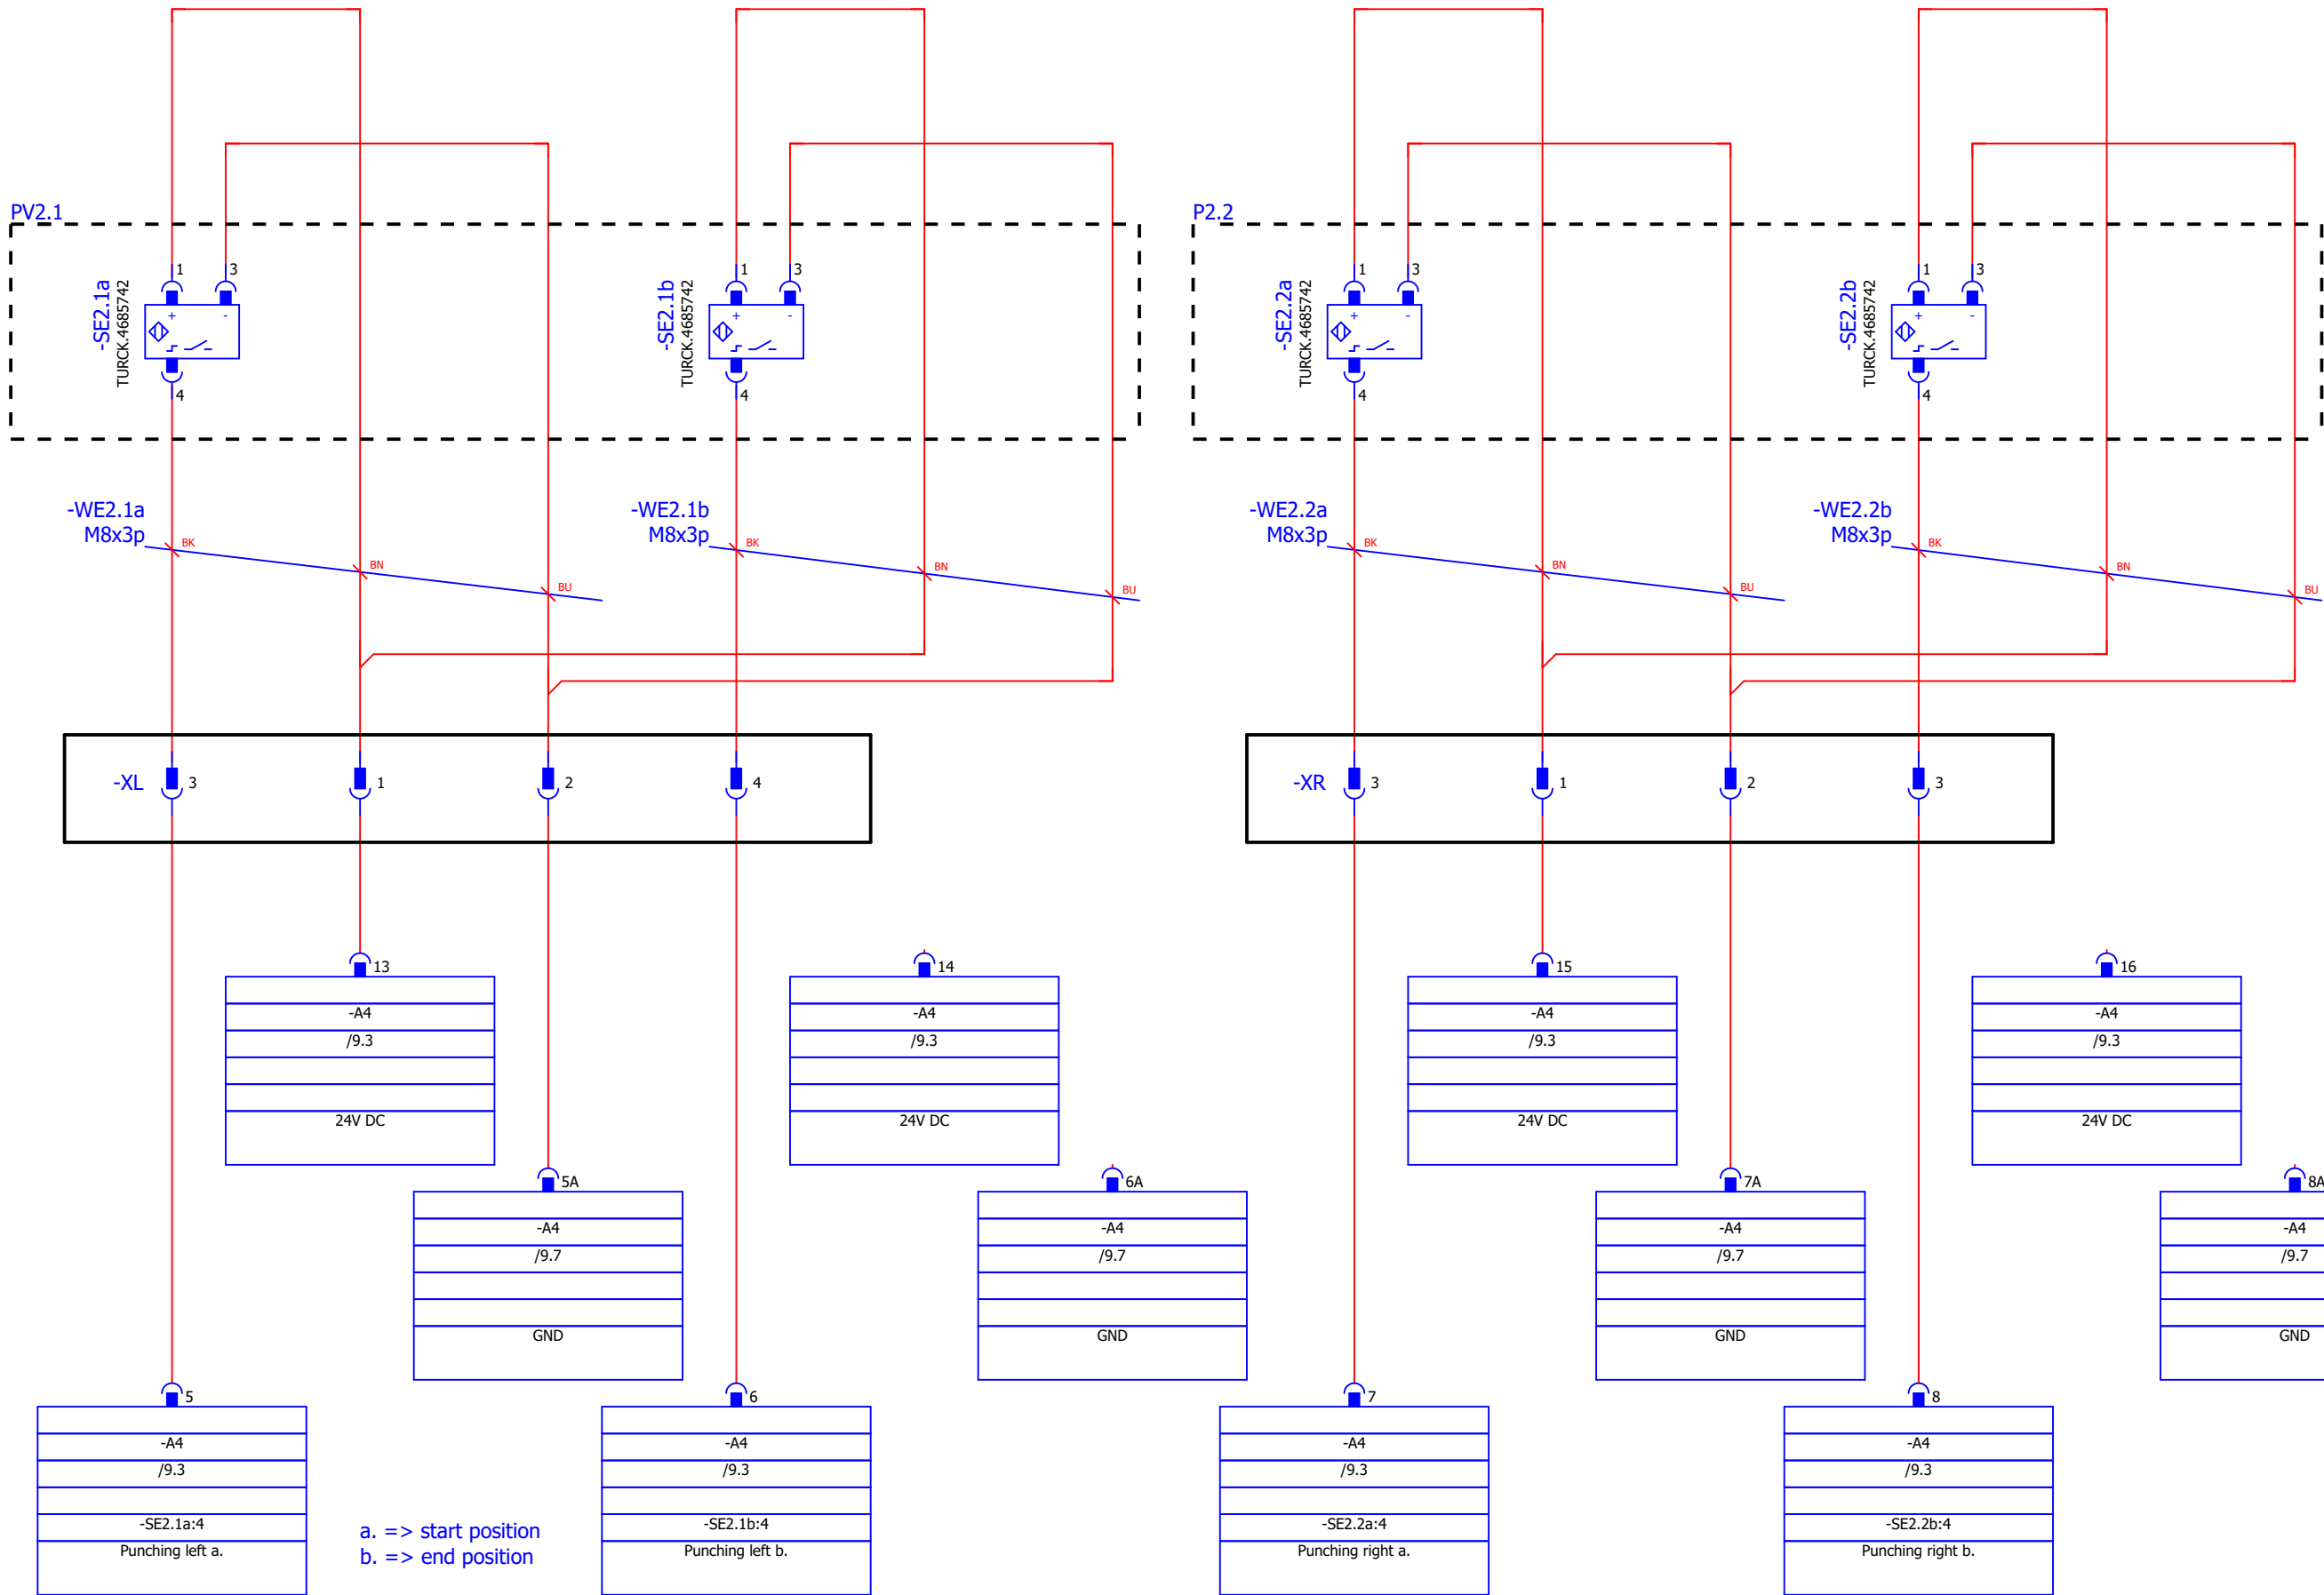 PV2.1
P2.2
1
3
1
3
1
3
1
3
-SE2.1a
TURCK.4685742
+
-
-SE2.1b
TURCK.4685742
+
-
-SE2.2a
TURCK.4685742
+
-
-SE2.2b
TURCK.4685742
+
-
4
4
4
4
-WE2.1a
M8x3p
BK
BN
BU
-WE2.1b
M8x3p
BK
BN
BU
-WE2.2a
M8x3p
BK
BN
BU
-WE2.2b
M8x3p
BK
BN
BU
-XL
3
1
2
4
-XR
3
1
2
3
13
-A4
/9.3
24V DC
14
-A4
/9.3
24V DC
15
-A4
/9.3
24V DC
16
-A4
/9.3
24V DC
5A
-A4
/9.7
GND
6A
-A4
/9.7
GND
7A
-A4
/9.7
GND
8A
-A4
/9.7
GND
5
-A4
/9.3
-SE2.1a:4
Punching left a.
a. => start position
b. => end position
6
-A4
/9.3
-SE2.1b:4
Punching left b.
7
-A4
/9.3
-SE2.2a:4
Punching right a.
8
-A4
/9.3
-SE2.2b:4
Punching right b.